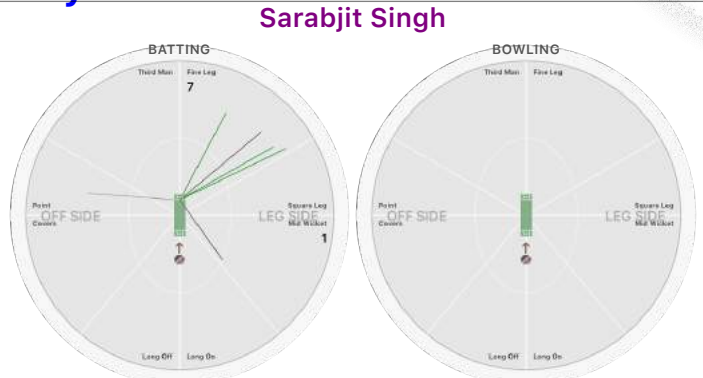 Sarabjit Singh
BATTING
Third Man
Fine Leg
7
Point
OFF SIDE
Covers
Square Leg
LEG SIDE
Mid Wicket
1
Long Off
Long On
BOWLING
Third Man
Fine Leg
Point
OFF SIDE
Covers
Square Leg
LEG SIDE
Mid Wicket
Long Off
Long On